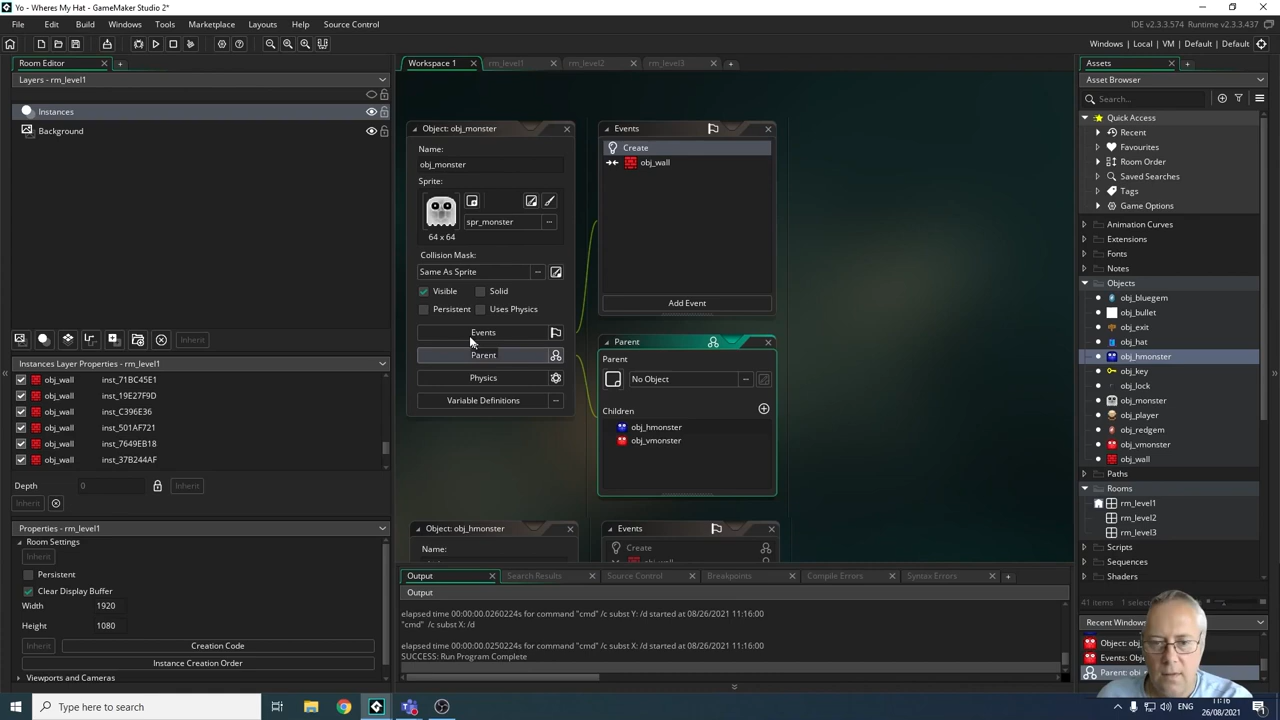 Yo - Wheres My Hat - GameMaker Studio 2*
File Edit Build Windows Tools Marketplace Layouts Help Source Control
IDE v2.3.3.574 Runtime v2.3.3.437
Windows | Local | VM | Default | Default
Room Editor
Layers - rm_level1
Instances
Background
Inherit
Instances Layer Properties - rm_level1
obj_wall inst_71BC45E1
obj_wall inst_19E27F9D
obj_wall inst_C396E36
obj_wall inst_501AF721
obj_wall inst_7649EB18
obj_wall inst_37B244AF
Depth 0 Inherit
Inherit
Properties - rm_level1
Room Settings
Inherit
Persistent
Clear Display Buffer
Width 1920
Height 1080
Inherit Creation Code
Instance Creation Order
Viewports and Cameras
Workspace 1 rm_level1 rm_level2 rm_level3
Object: obj_monster
Name:
obj_monster
Sprite:
spr_monster
64 x 64
Collision Mask:
Same As Sprite
Visible Solid
Persistent Uses Physics
Events
Parent
Physics
Variable Definitions
Events
Create
obj_wall
Add Event
Parent
Parent
No Object
Children
obj_hmonster
obj_vmonster
Object: obj_hmonster
Name:
Events
Create
Output Search Results Source Control Breakpoints Compile Errors Syntax Errors
Output
elapsed time 00:00:00.0260224s for command "cmd" /c subst Y: /d started at 08/26/2021 11:16:00
"cmd" /c subst X: /d
elapsed time 00:00:00.0250224s for command "cmd" /c subst X: /d started at 08/26/2021 11:16:00
SUCCESS: Run Program Complete
Assets
Asset Browser
Search...
Quick Access
Recent
Favourites
Room Order
Saved Searches
Tags
Game Options
Animation Curves
Extensions
Fonts
Notes
Objects
obj_bluegem
obj_bullet
obj_exit
obj_hat
obj_hmonster
obj_key
obj_lock
obj_monster
obj_player
obj_redgem
obj_vmonster
obj_wall
Paths
Rooms
rm_level1
rm_level2
rm_level3
Scripts
Sequences
Shaders
41 items 1 sele
Recent Windows
Object: obj_
Events: Obje
Parent: obj
Type here to search
ENG
11:16
26/08/2021